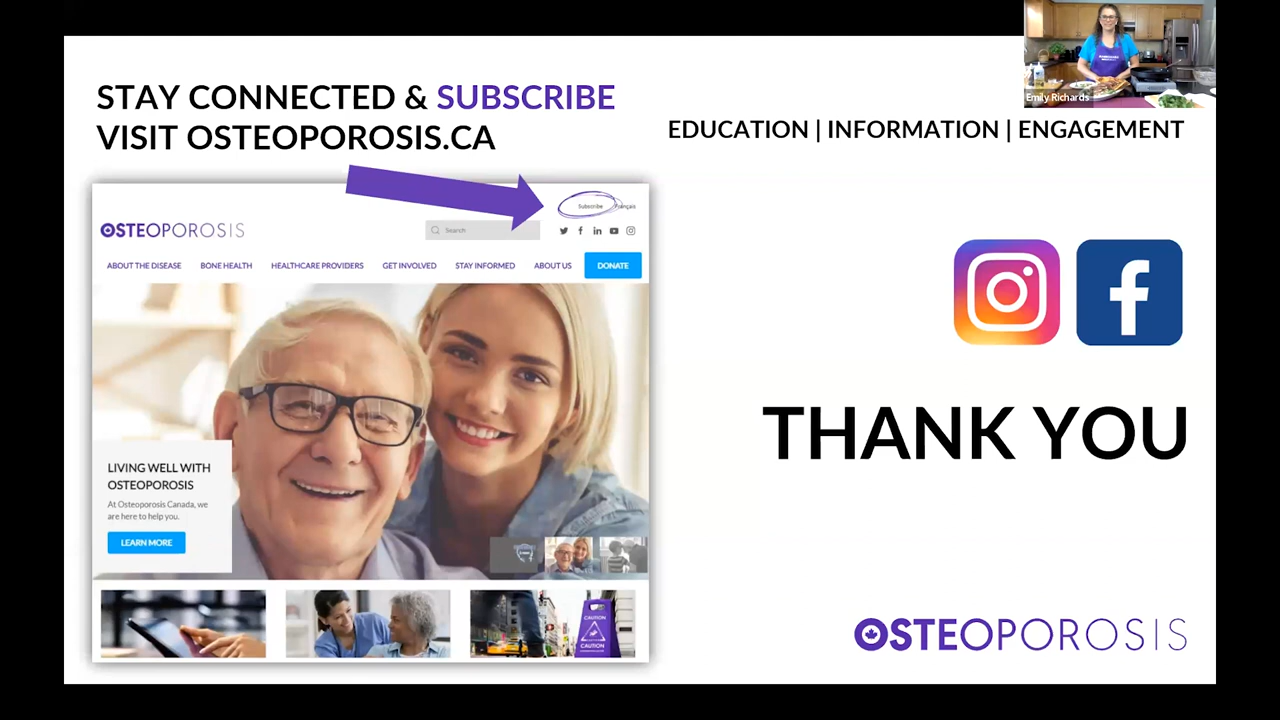 Emily Richards
STAY CONNECTED & SUBSCRIBE
VISIT OSTEOPOROSIS.CA
EDUCATION | INFORMATION | ENGAGEMENT
Subscribe Français
OSTEOPOROSIS
Search
ABOUT THE DISEASE BONE HEALTH HEALTHCARE PROVIDERS GET INVOLVED STAY INFORMED ABOUT US DONATE
THANK YOU
LIVING WELL WITH
OSTEOPOROSIS
At Osteoporosis Canada, we
are here to help you.
LEARN MORE
CAUTION
CAUTION
OSTEOPOROSIS